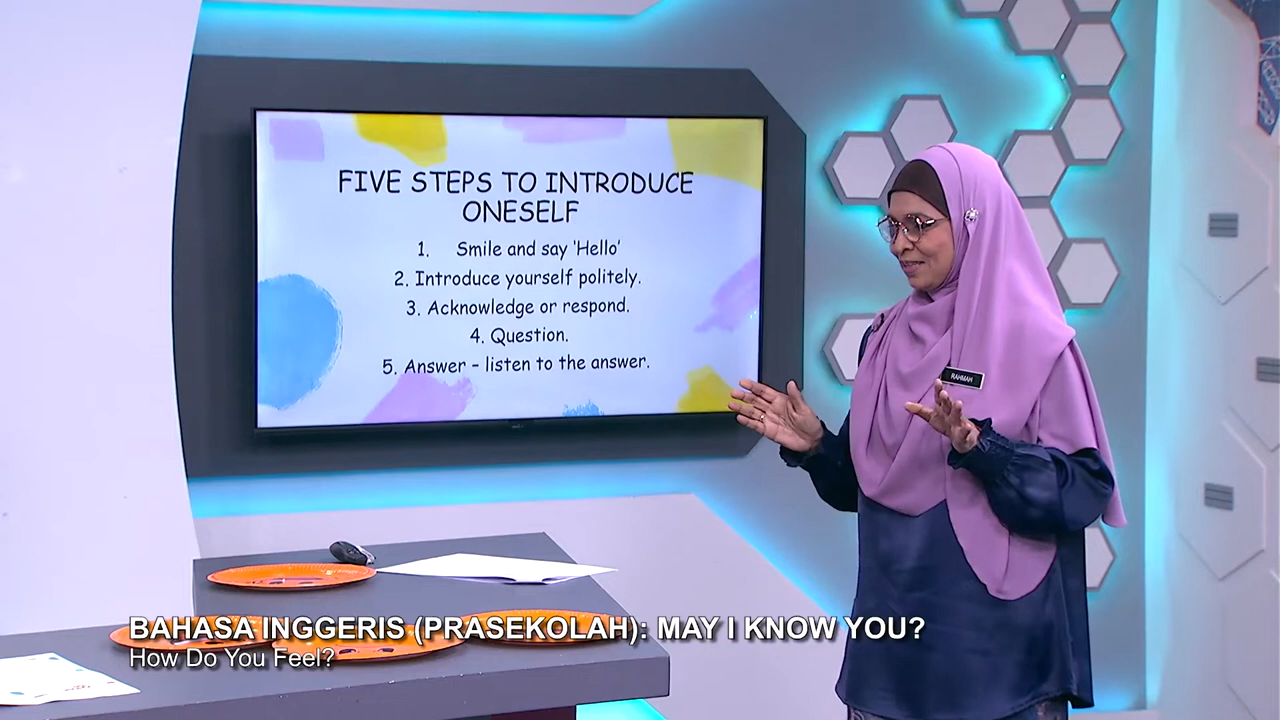 FIVE STEPS TO INTRODUCE
ONESELF
1. Smile and say 'Hello'
2. Introduce yourself politely.
3. Acknowledge or respond.
4. Question.
5. Answer – listen to the answer.
RAHMAH
BAHASA INGGERIS (PRASEKOLAH): MAY I KNOW YOU?
How Do You Feel?